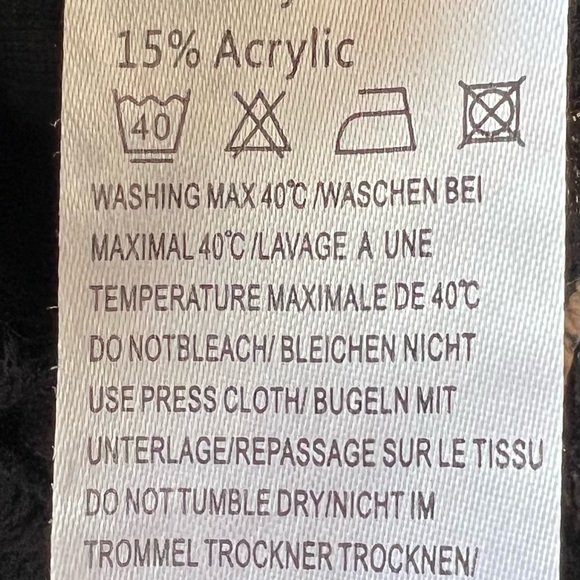 15% Acrylic
40
WASHING MAX 40℃ /WASCHEN BEI
MAXIMAL 40℃ /LAVAGE A UNE
TEMPERATURE MAXIMALE DE 40℃
DO NOTBLEACH/ BLEICHEN NICHT
USE PRESS CLOTH/ BUGELN MIT
UNTERLAGE/REPASSAGE SUR LE TISSU
DO NOT TUMBLE DRY/NICHT IM
TROMMEL TROCKNER TROCKNEN/